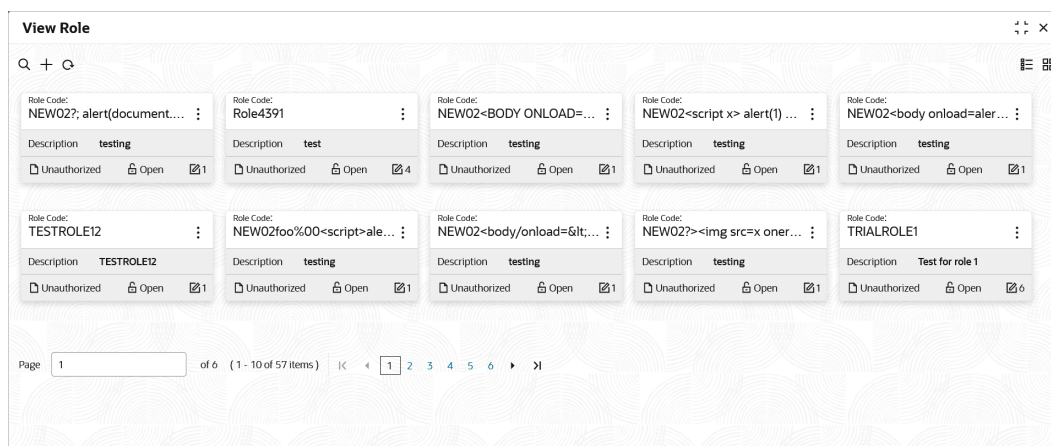 View Role
Role Code:
NEW02?; alert(document....
Description testing
Unauthorized Open 1
Role Code:
Role4391
Description test
Unauthorized Open 4
Role Code:
NEW02<BODY ONLOAD=...
Description testing
Unauthorized Open 1
Role Code:
NEW02<script x> alert(1) ...
Description testing
Unauthorized Open 1
Role Code:
NEW02<body onload=aler...
Description testing
Unauthorized Open 1
Role Code:
TESTROLE12
Description TESTROLE12
Unauthorized Open 1
Role Code:
NEW02foo%00<script>ale...
Description testing
Unauthorized Open 1
Role Code:
NEW02<body/onload=&lt;...
Description testing
Unauthorized Open 1
Role Code:
NEW02?><img src=x oner...
Description testing
Unauthorized Open 1
Role Code:
TRIALROLE1
Description Test for role 1
Unauthorized Open 6
Page 1 of 6 (1 - 10 of 57 items) 1 2 3 4 5 6